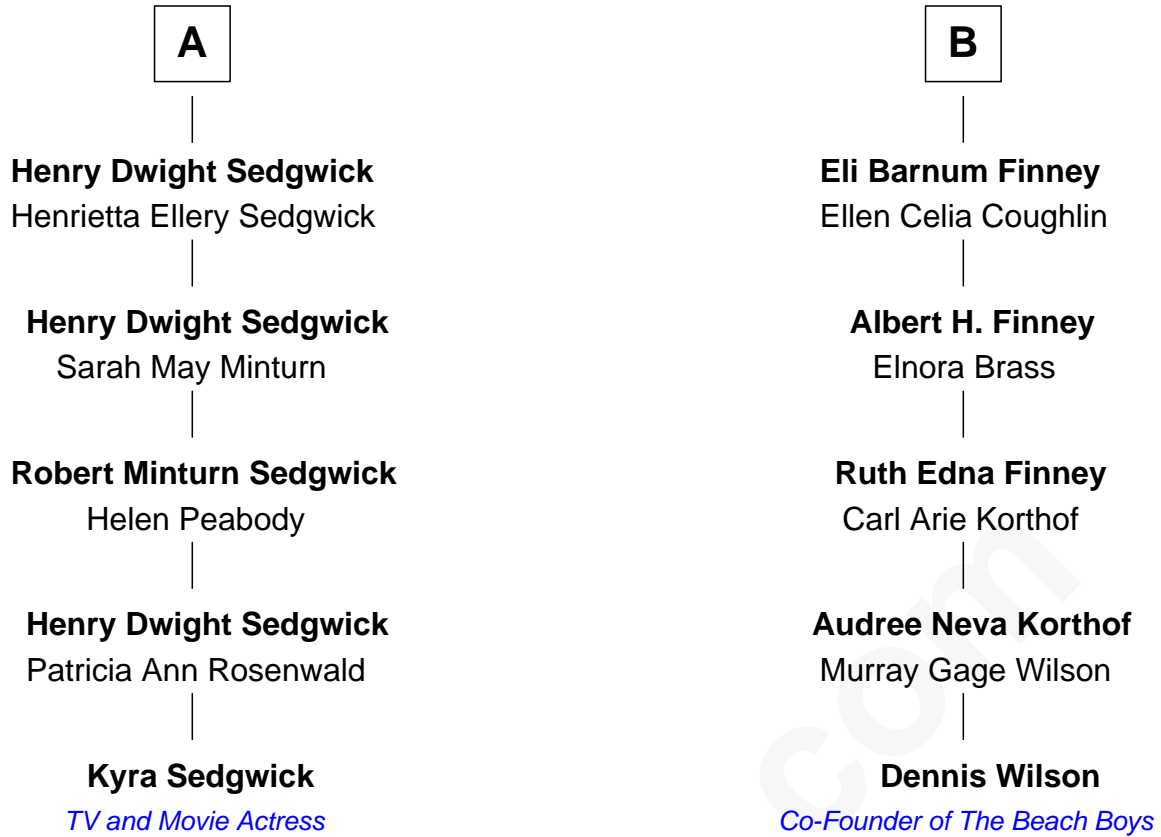 A
Henry Dwight Sedgwick
Henrietta Ellery Sedgwick
Henry Dwight Sedgwick
Sarah May Minturn
Robert Minturn Sedgwick
Helen Peabody
Henry Dwight Sedgwick
Patricia Ann Rosenwald
Kyra Sedgwick
TV and Movie Actress
B
Eli Barnum Finney
Ellen Celia Coughlin
Albert H. Finney
Elnora Brass
Ruth Edna Finney
Carl Arie Korthof
Audree Neva Korthof
Murray Gage Wilson
Dennis Wilson
Co-Founder of The Beach Boys
com